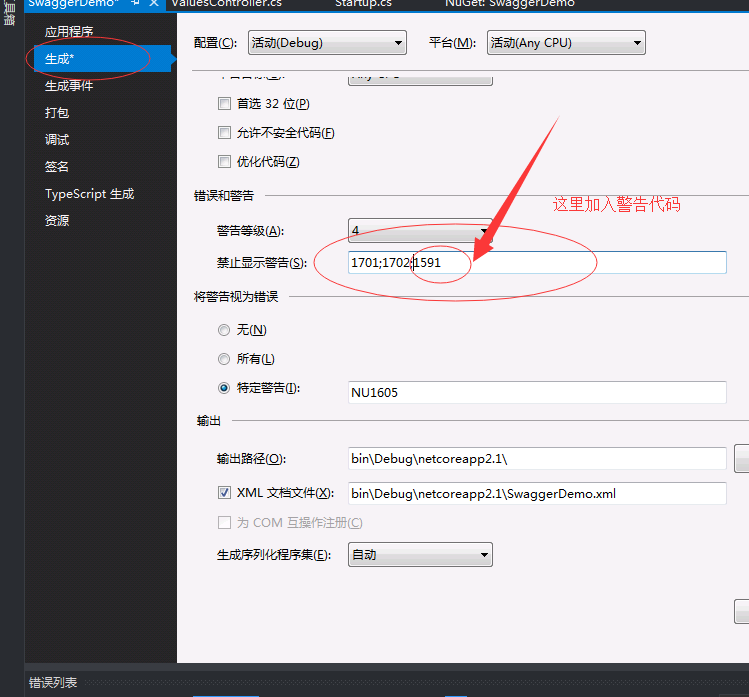 SwaggerDemo* ValuesController.cs Startup.cs NuGet: SwaggerDemo
具箱
应用程序
生成*
生成事件
打包
调试
签名
TypeScript 生成
资源
配置(C): 活动(Debug) 平台(M): 活动(Any CPU)
首选 32 位(P)
允许不安全代码(F)
优化代码(Z)
错误和警告
这里加入警告代码
警告等级(A): 4
禁止显示警告(S): 1701;1702;1591
将警告视为错误
无(N)
所有(L)
特定警告(I): NU1605
输出
输出路径(O): bin\Debug\netcoreapp2.1\
XML 文档文件(X): bin\Debug\netcoreapp2.1\SwaggerDemo.xml
为 COM 互操作注册(C)
生成序列化程序集(E): 自动
错误列表